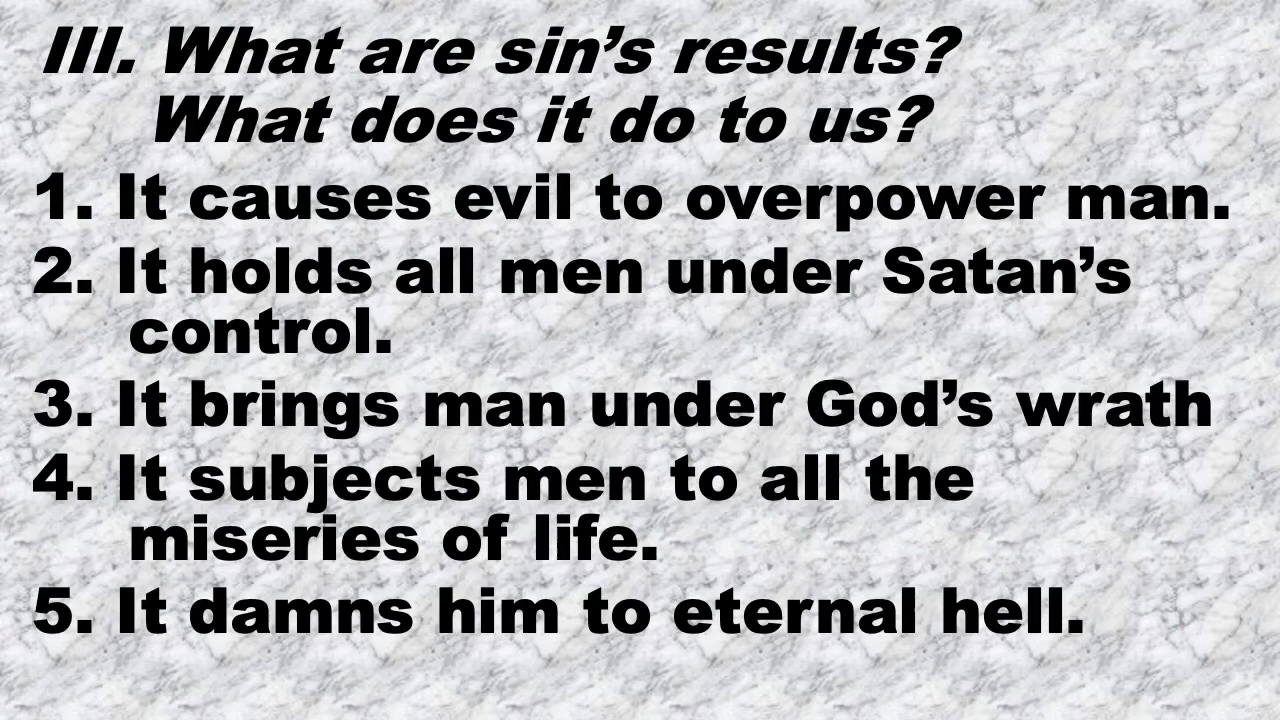 III. What are sin’s results?
What does it do to us?
1. It causes evil to overpower man.
2. It holds all men under Satan’s
control.
3. It brings man under God’s wrath
4. It subjects men to all the
miseries of life.
5. It damns him to eternal hell.